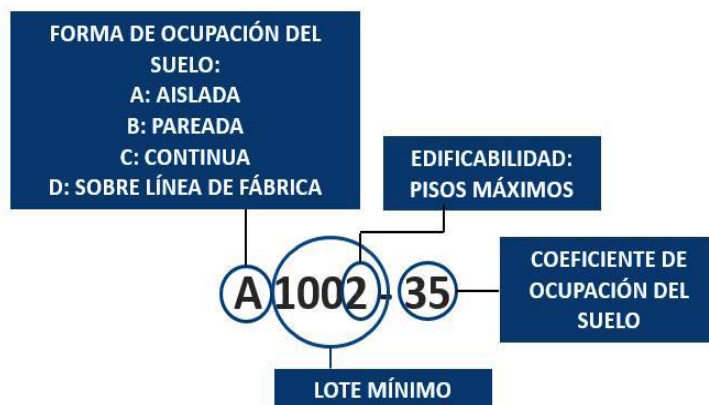 FORMA DE OCUPACIÓN DEL
SUELO:
A: AISLADA
B: PAREADA
C: CONTINUA
D: SOBRE LÍNEA DE FÁBRICA
EDIFICABILIDAD:
PISOS MÁXIMOS
A 1002 - 35
COEFICIENTE DE
OCUPACIÓN DEL
SUELO
LOTE MÍNIMO